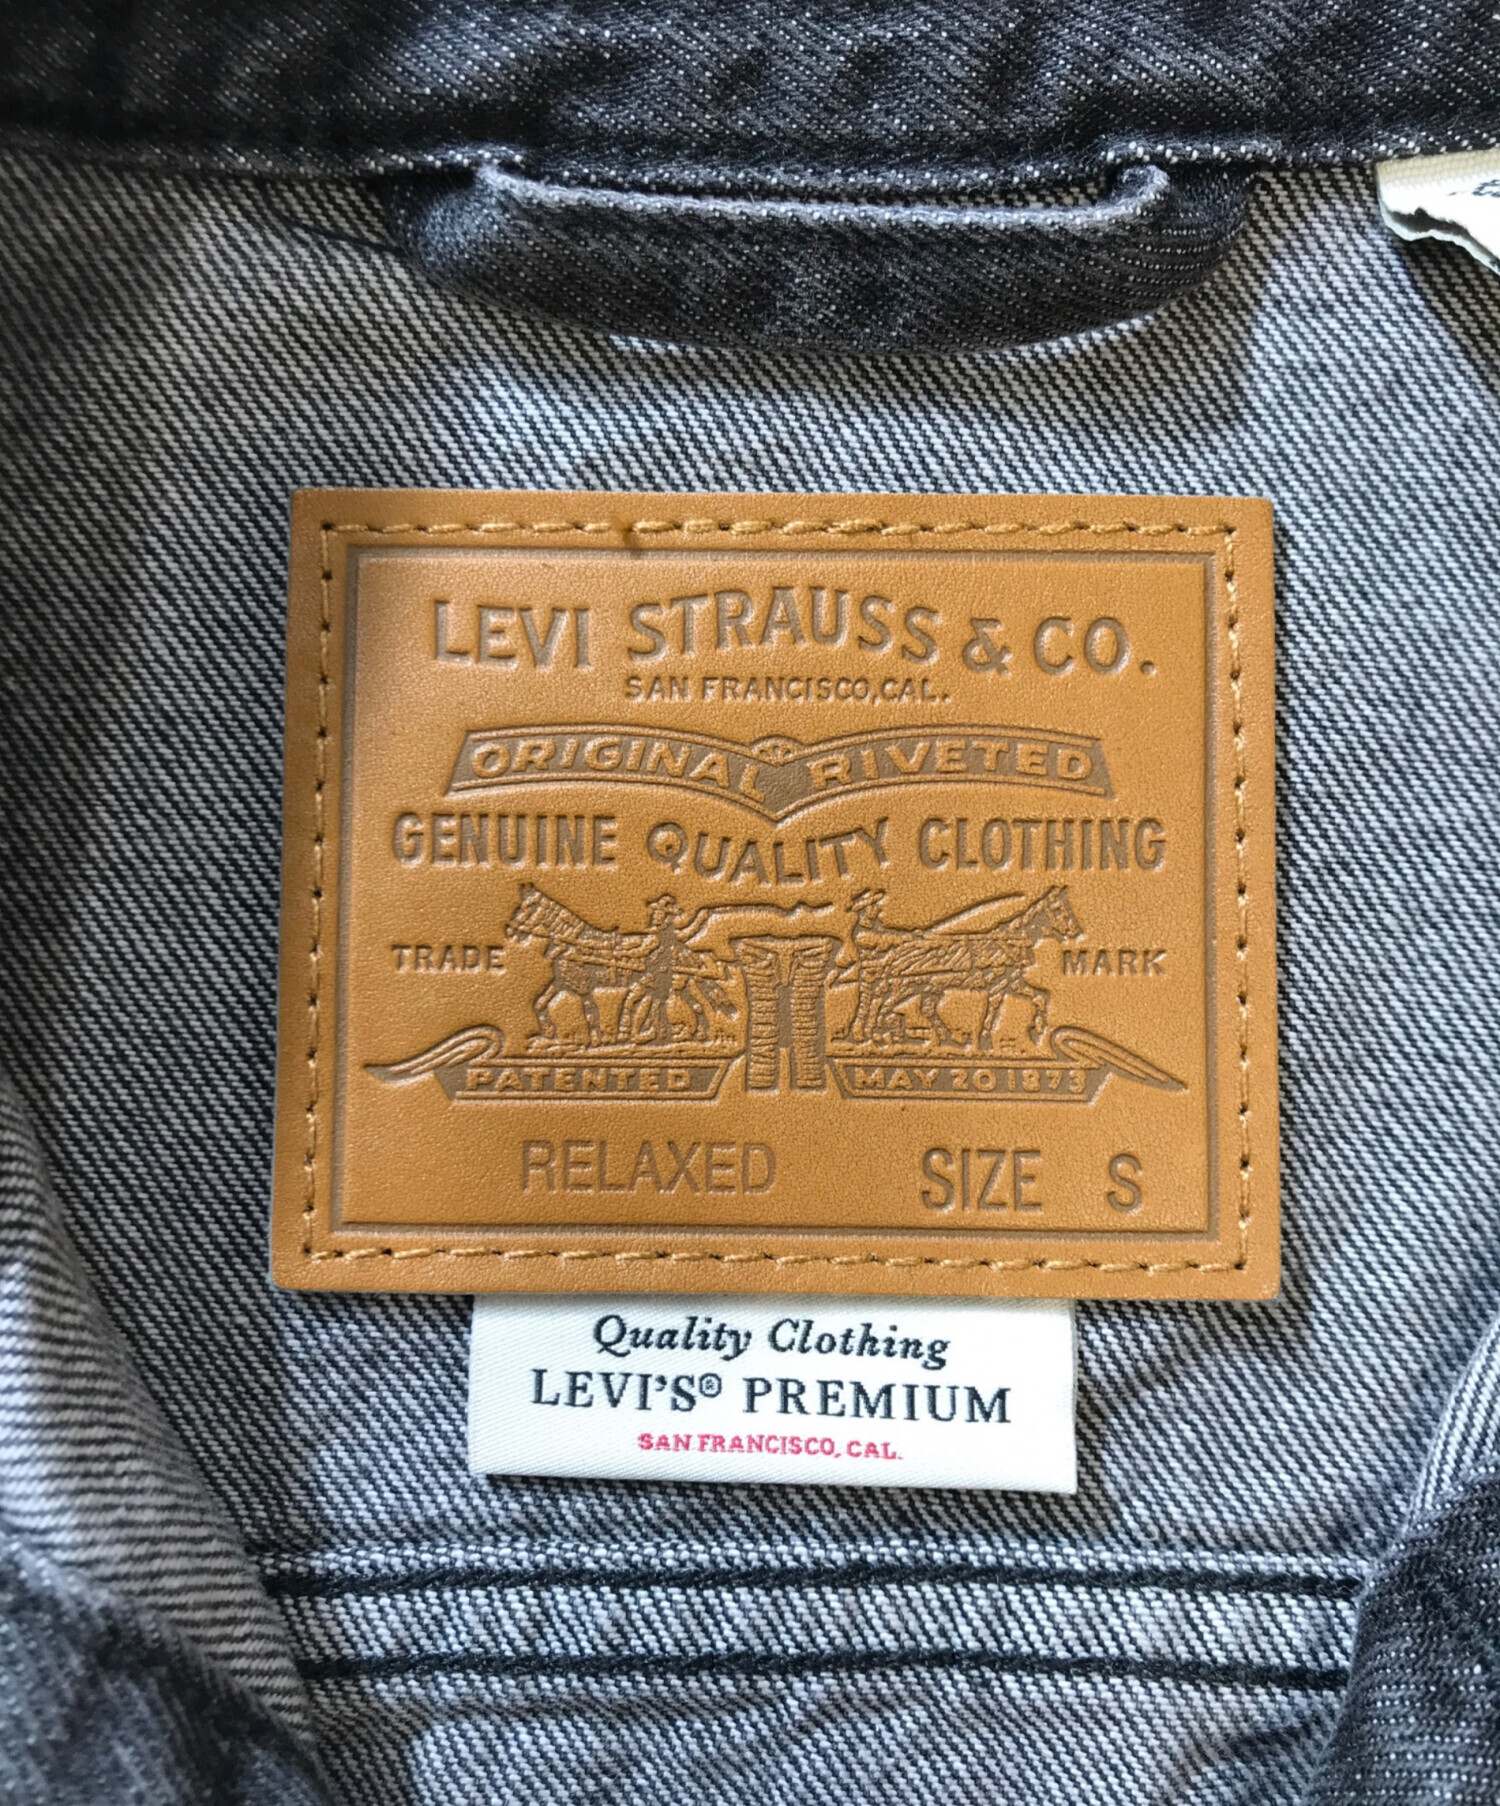 LEVI STRAUSS & CO.
SAN FRANCISCO, CAL.
ORIGINAL RIVETED
GENUINE QUALITY CLOTHING
TRADE MARK
PATENTED MAY 20 1873
RELAXED SIZE S
Quality Clothing
LEVI'S® PREMIUM
SAN FRANCISCO, CAL.